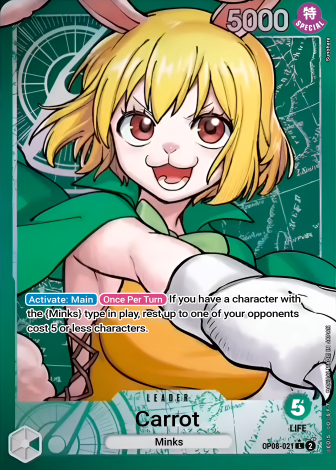 5000
特
SPECIAL
Activate: Main Once Per Turn If you have a character with
the {Minks} type in play, rest up to one of your opponents
cost 5 or less characters.
LEADER
Carrot
Minks
5
LIFE
OP08-021 L 2